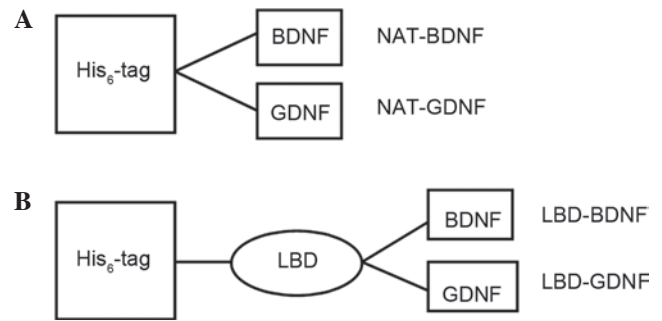 A
His₆-tag
BDNF NAT-BDNF
GDNF NAT-GDNF
B
His₆-tag
LBD
BDNF LBD-BDNF
GDNF LBD-GDNF